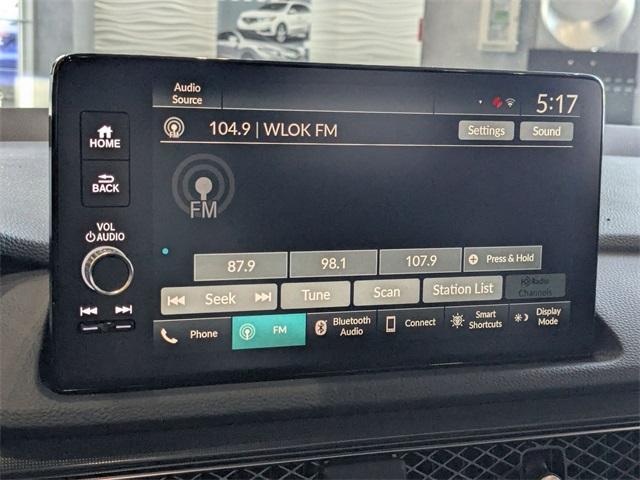 Audio
Source
5:17
HOME
104.9 | WLOK FM
Settings
Sound
FM
BACK
FM
VOL
AUDIO
87.9
98.1
107.9
Press & Hold
Seek
Tune
Scan
Station List
HD Radio
Channels
Phone
FM
Bluetooth
Audio
Connect
Smart
Shortcuts
Display
Mode